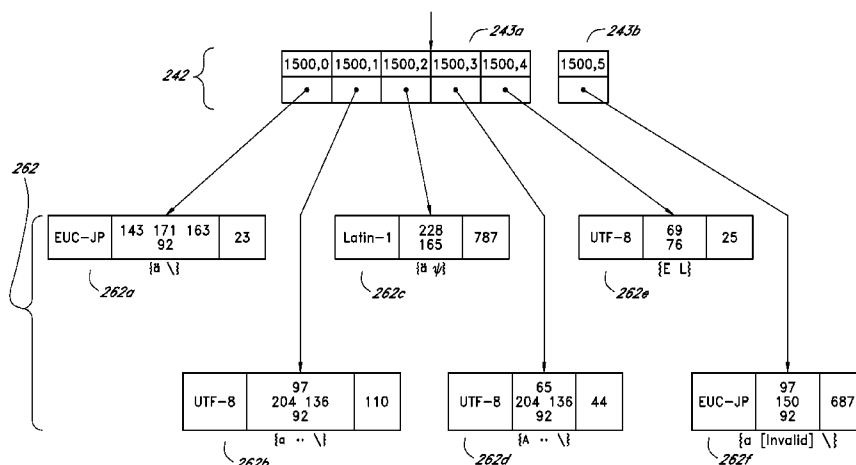 243a
243b
1500,0 1500,1 1500,2 1500,3 1500,4 1500,5
242
262
EUC-JP 143 171 163 92 23
{ä \}
262a
Latin-1 228 165 787
{ä ψ}
262c
UTF-8 69 76 25
{E L}
262e
UTF-8 97 204 136 92 110
{a ·· \}
262b
UTF-8 65 204 136 92 44
{A ·· \}
262d
EUC-JP 97 150 92 687
{a [Invalid] \}
262f